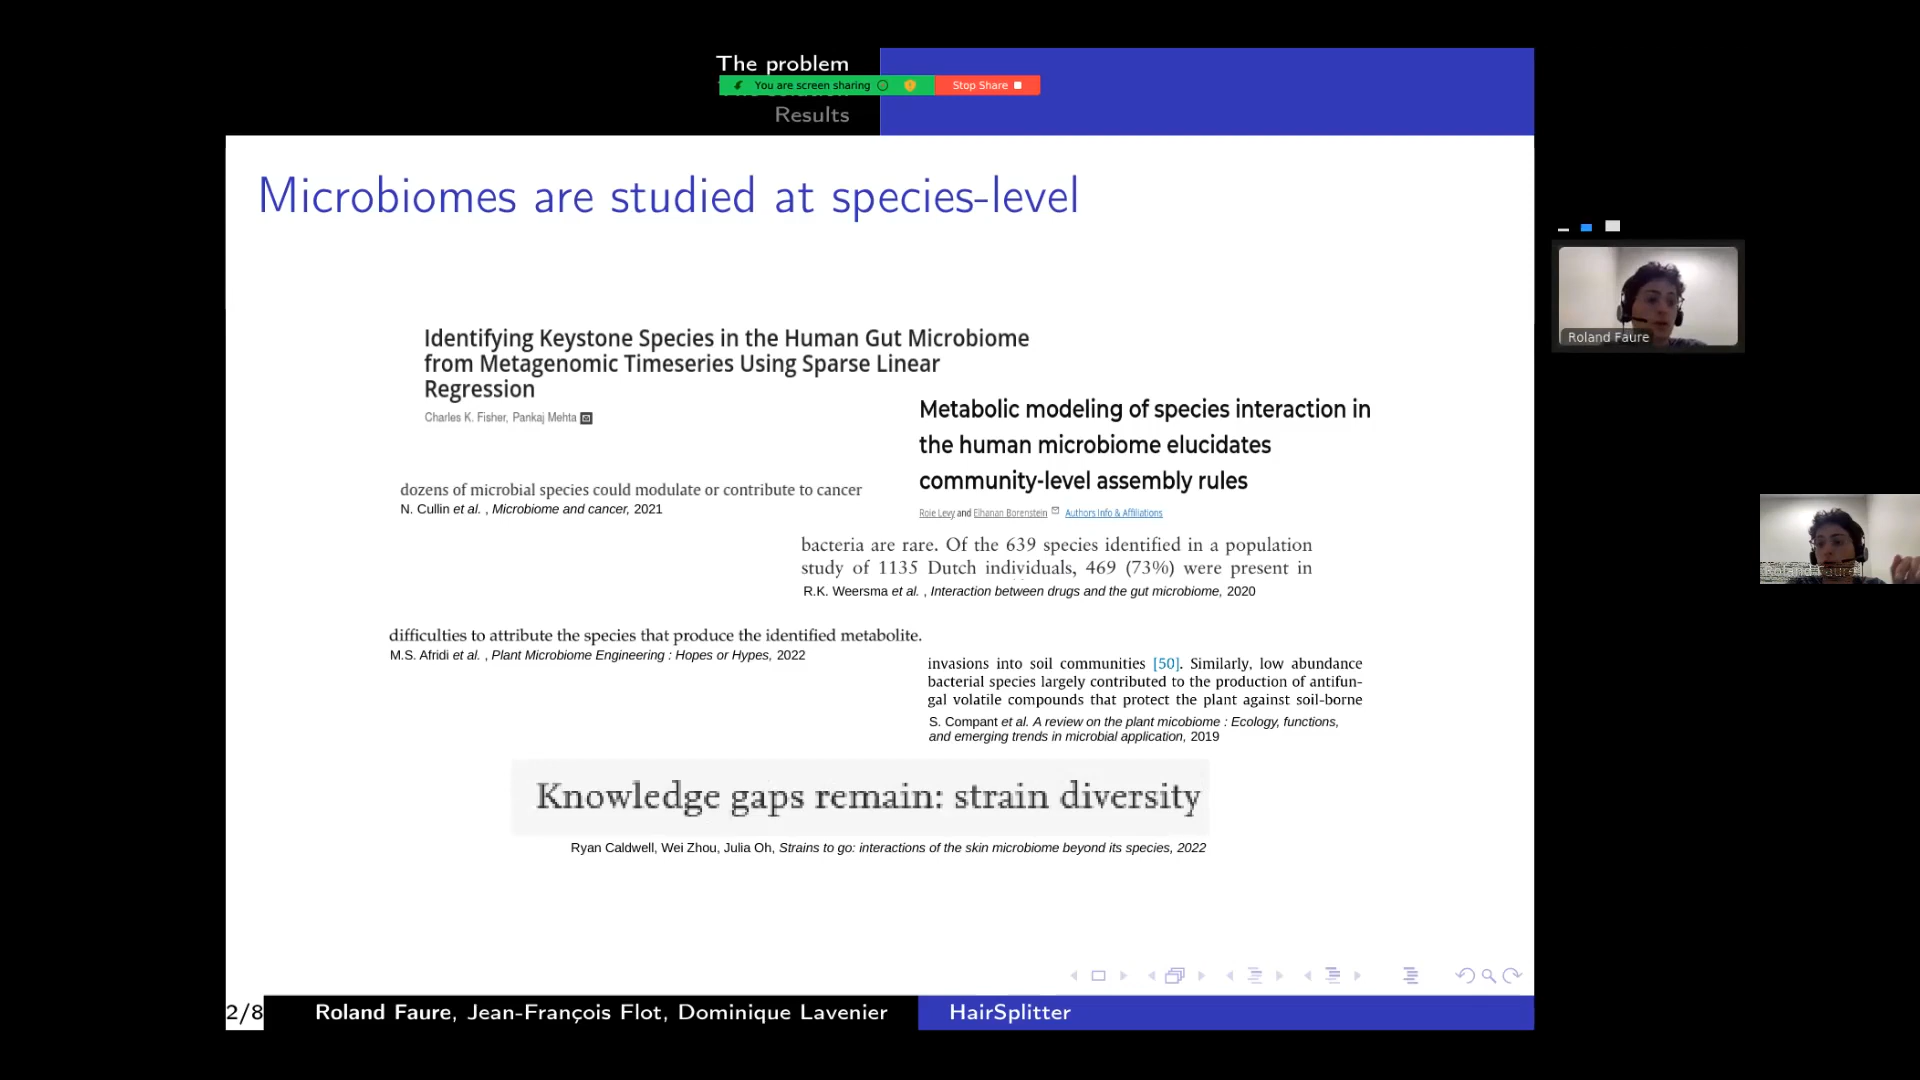 The problem
You are screen sharing
Stop Share
Results
Microbiomes are studied at species-level
Identifying Keystone Species in the Human Gut Microbiome
from Metagenomic Timeseries Using Sparse Linear
Regression
Charles K. Fisher, Pankaj Mehta
Metabolic modeling of species interaction in
the human microbiome elucidates
community-level assembly rules
Roie Levy and Elhanan Borenstein Authors Info & Affiliations
dozens of microbial species could modulate or contribute to cancer
N. Cullin et al. , Microbiome and cancer, 2021
bacteria are rare. Of the 639 species identified in a population
study of 1135 Dutch individuals, 469 (73%) were present in
R.K. Weersma et al. , Interaction between drugs and the gut microbiome, 2020
difficulties to attribute the species that produce the identified metabolite.
M.S. Afridi et al. , Plant Microbiome Engineering : Hopes or Hypes, 2022
invasions into soil communities [50]. Similarly, low abundance
bacterial species largely contributed to the production of antifun-
gal volatile compounds that protect the plant against soil-borne
S. Compant et al. A review on the plant micobiome : Ecology, functions,
and emerging trends in microbial application, 2019
Knowledge gaps remain: strain diversity
Ryan Caldwell, Wei Zhou, Julia Oh, Strains to go: interactions of the skin microbiome beyond its species, 2022
2/8
Roland Faure, Jean-François Flot, Dominique Lavenier
HairSplitter
Roland Faure
Roland Faure